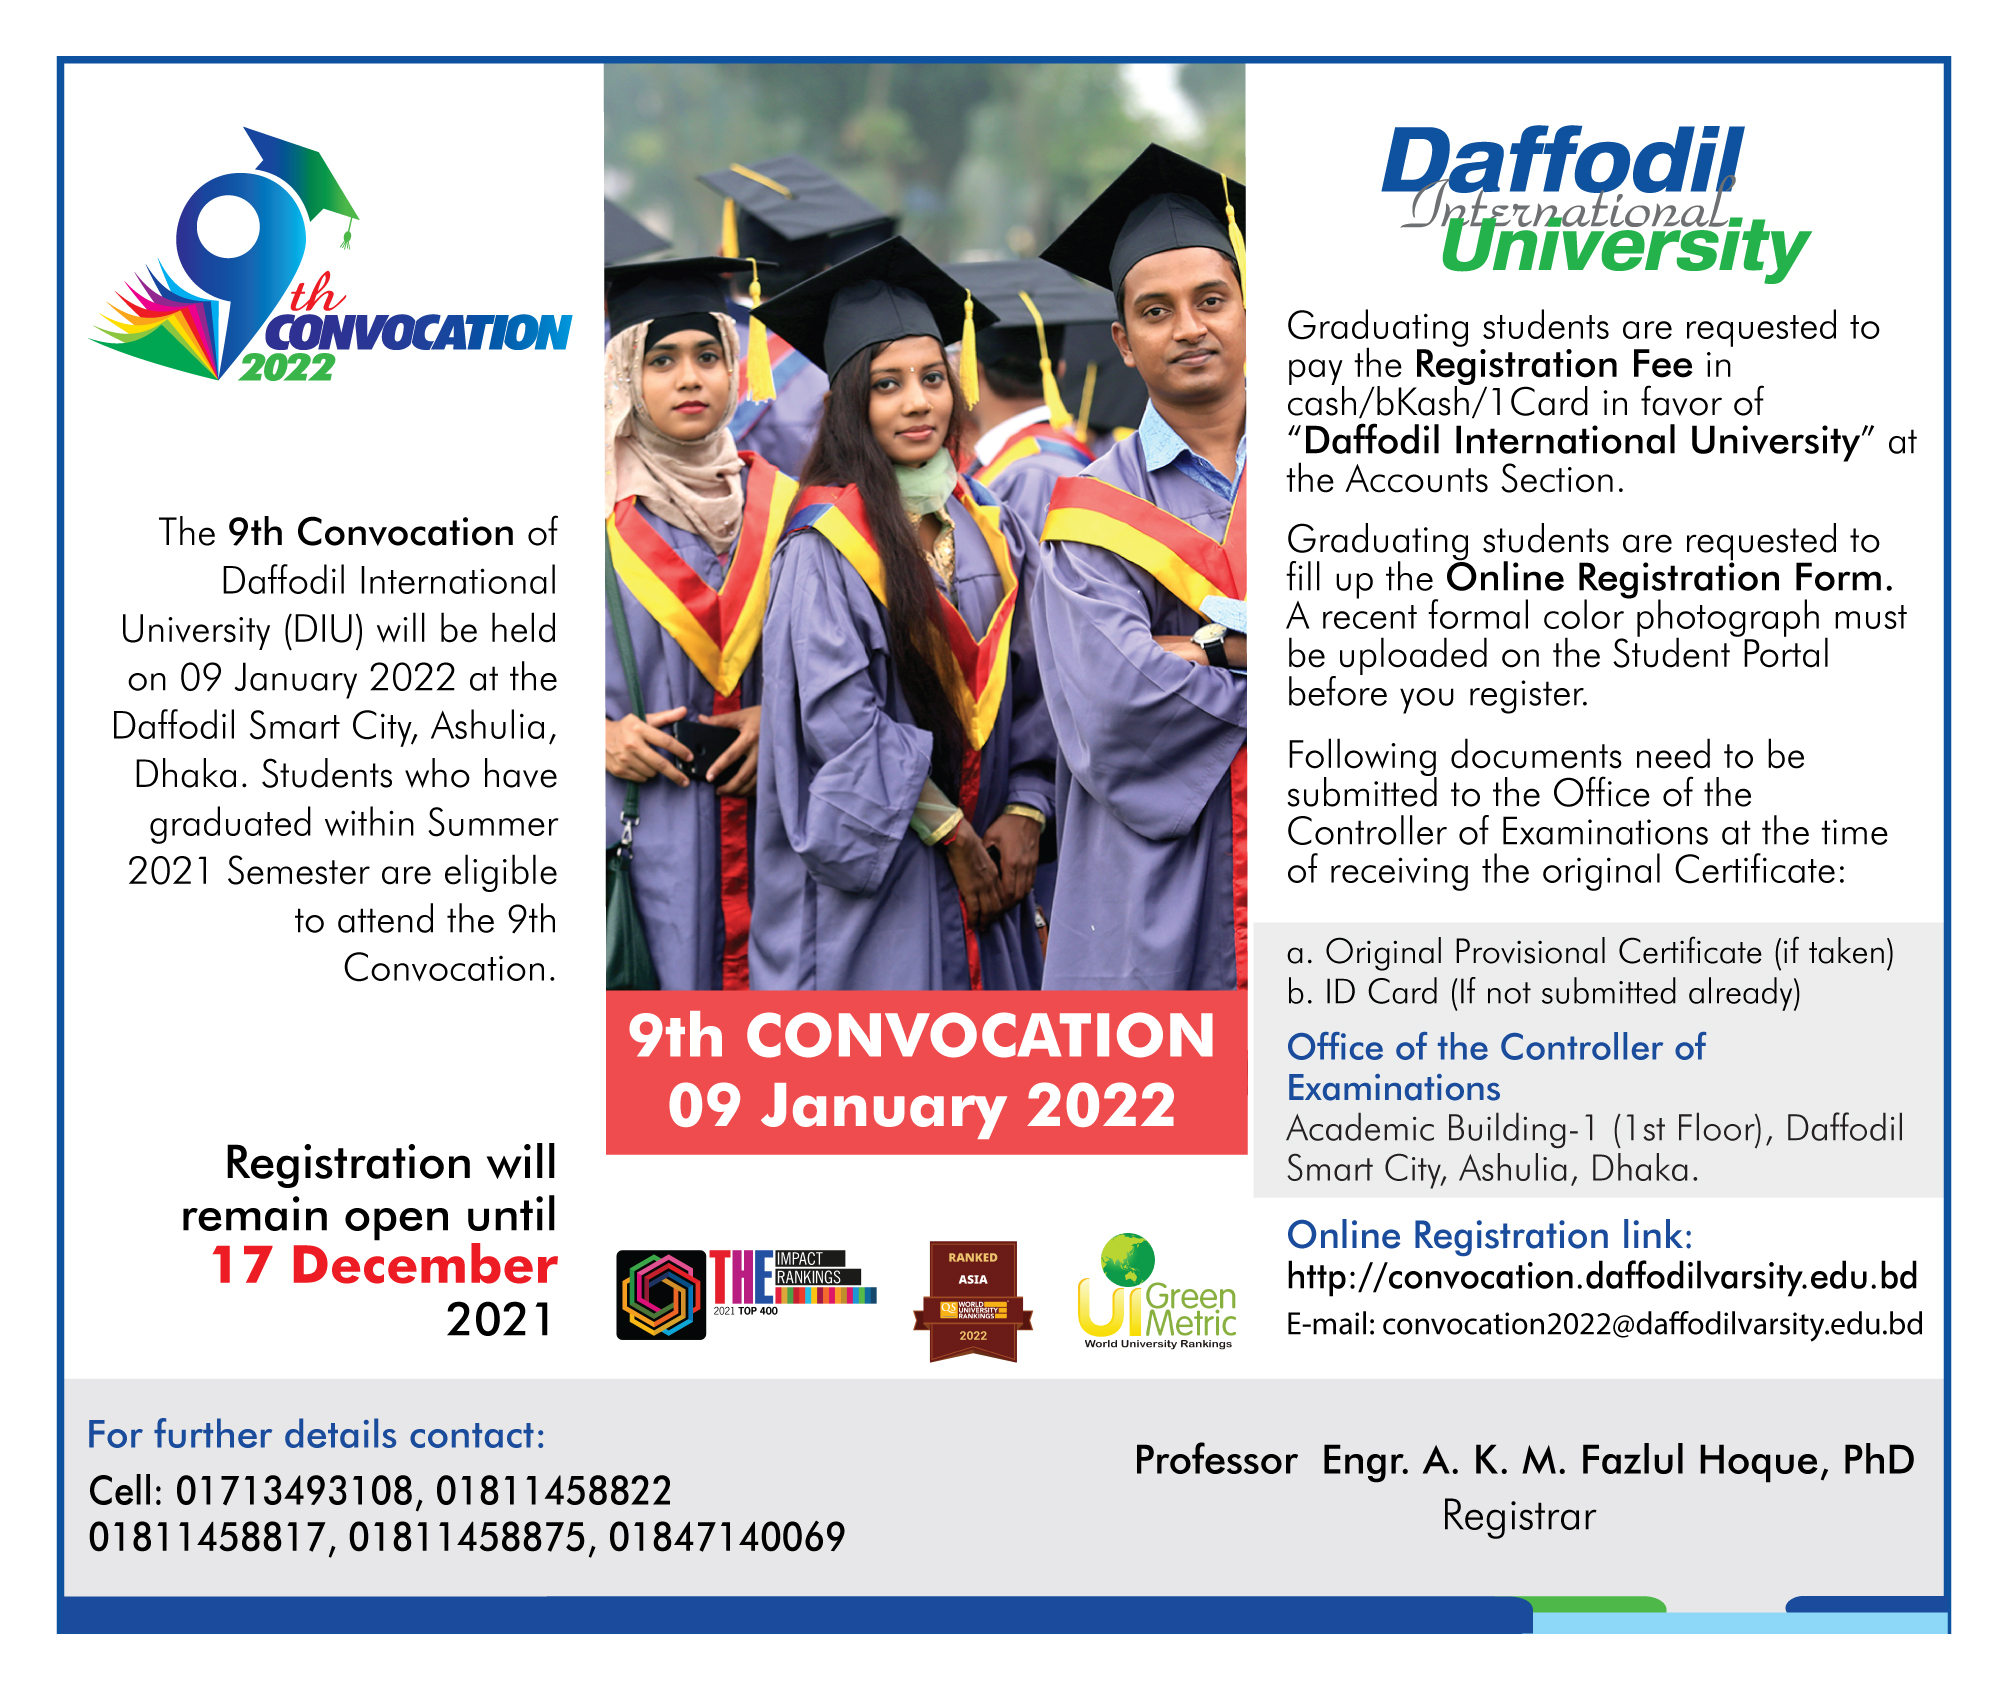 9th
CONVOCATION
2022
The 9th Convocation of
Daffodil International
University (DIU) will be held
on 09 January 2022 at the
Daffodil Smart City, Ashulia,
Dhaka. Students who have
graduated within Summer
2021 Semester are eligible
to attend the 9th
Convocation.
Registration will
remain open until
17 December
2021
9th CONVOCATION
09 January 2022
THE IMPACT
RANKINGS
2021 TOP 400
RANKED
ASIA
QS WORLD
UNIVERSITY
RANKINGS
2022
UI Green
Metric
World University Rankings
Daffodil
International
University
Graduating students are requested to
pay the Registration Fee in
cash/bKash/1Card in favor of
“Daffodil International University” at
the Accounts Section.
Graduating students are requested to
fill up the Online Registration Form.
A recent formal color photograph must
be uploaded on the Student Portal
before you register.
Following documents need to be
submitted to the Office of the
Controller of Examinations at the time
of receiving the original Certificate:
a. Original Provisional Certificate (if taken)
b. ID Card (If not submitted already)
Office of the Controller of
Examinations
Academic Building-1 (1st Floor), Daffodil
Smart City, Ashulia, Dhaka.
Online Registration link:
http://convocation.daffodilvarsity.edu.bd
E-mail: convocation2022@daffodilvarsity.edu.bd
For further details contact:
Cell: 01713493108, 01811458822
01811458817, 01811458875, 01847140069
Professor Engr. A. K. M. Fazlul Hoque, PhD
Registrar